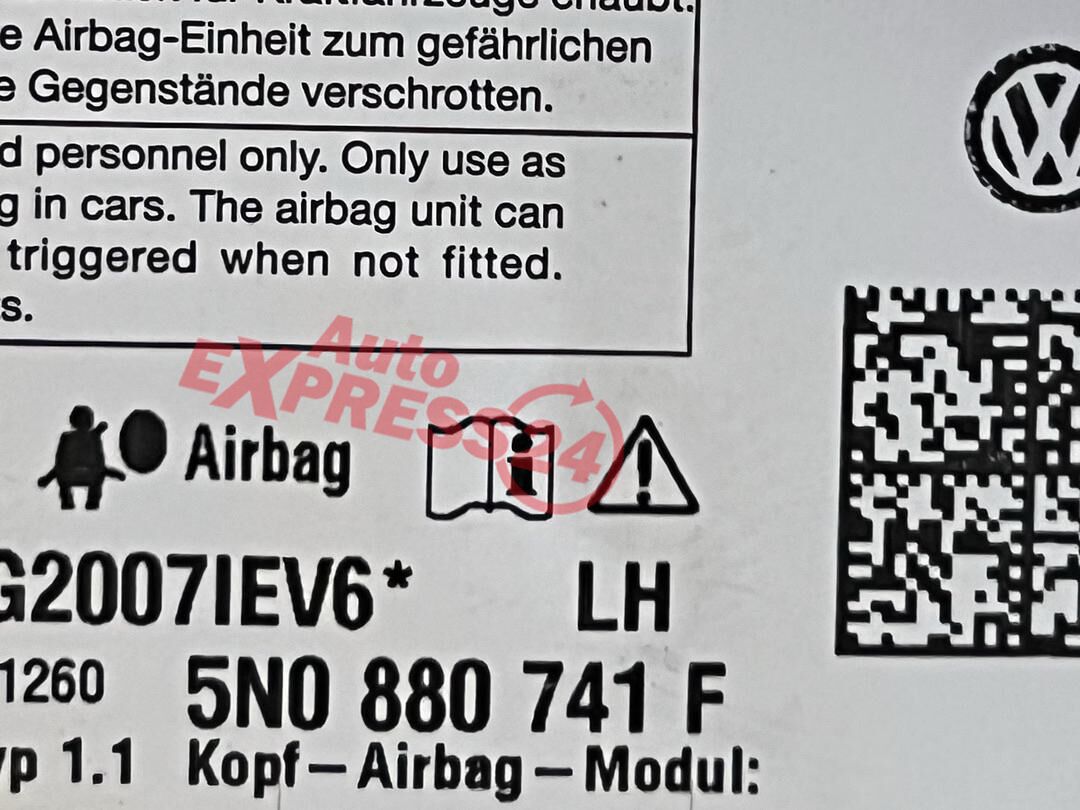 e Airbag-Einheit zum gefährlichen
e Gegenstände verschrotten.
d personnel only. Only use as
g in cars. The airbag unit can
triggered when not fitted.
s.
Auto
EXPRESS24
Airbag
G2007IEV6*
LH
1260
5N0 880 741 F
yp 1.1
Kopf–Airbag–Modul: